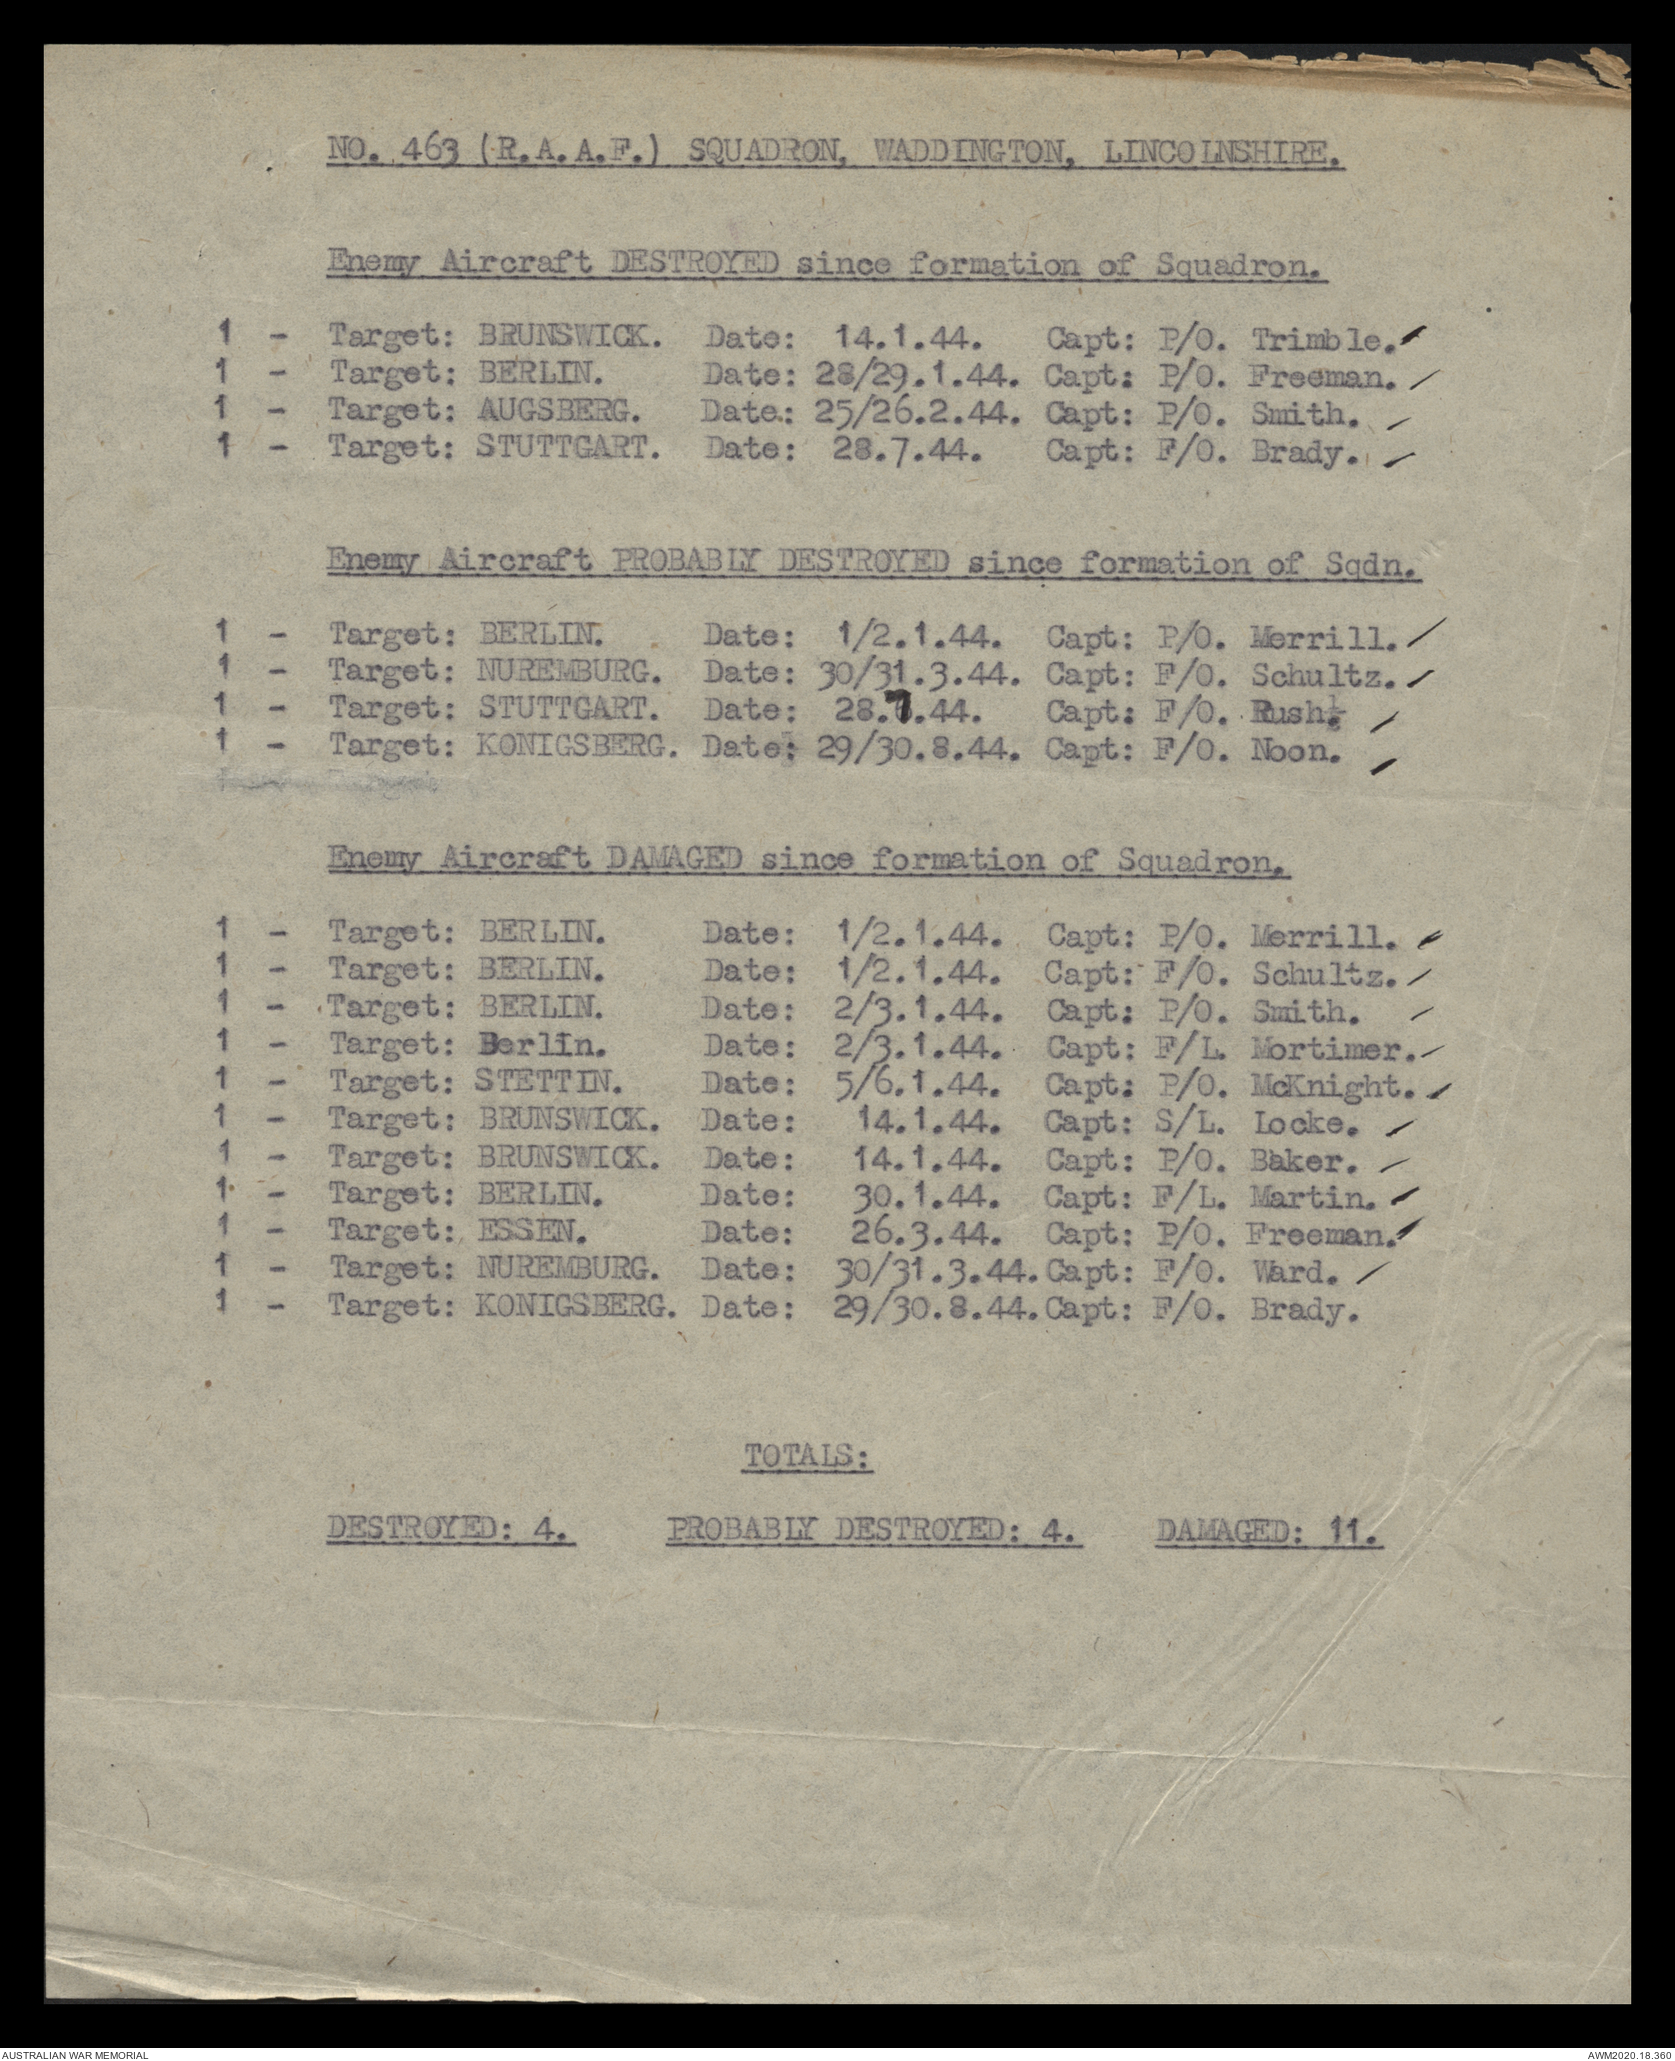 NO. 463 (R.A.A.F.) SQUADRON, WADDINGTON, LINCOLNSHIRE.
Enemy Aircraft DESTROYED since formation of Squadron.
1 - Target: BRUNSWICK. Date: 14.1.44. Capt: P/O. Trimble.
1 - Target: BERLIN. Date: 28/29.1.44. Capt: P/O. Freeman.
1 - Target: AUGSBERG. Date: 25/26.2.44. Capt: P/O. Smith.
1 - Target: STUTTGART. Date: 28.7.44. Capt: F/O. Brady.
Enemy Aircraft PROBABLY DESTROYED since formation of Sqdn.
1 - Target: BERLIN. Date: 1/2.1.44. Capt: P/O. Merrill.
1 - Target: NUREMBURG. Date: 30/31.3.44. Capt: F/O. Schultz.
1 - Target: STUTTGART. Date: 28.7.44. Capt: F/O. Rush.
1 - Target: KONIGSBERG. Date: 29/30.8.44. Capt: F/O. Noon.
Enemy Aircraft DAMAGED since formation of Squadron.
1 - Target: BERLIN. Date: 1/2.1.44. Capt: P/O. Merrill.
1 - Target: BERLIN. Date: 1/2.1.44. Capt: F/O. Schultz.
1 - Target: BERLIN. Date: 2/3.1.44. Capt: P/O. Smith.
1 - Target: Berlin. Date: 2/3.1.44. Capt: F/L. Mortimer.
1 - Target: STETTIN. Date: 5/6.1.44. Capt: P/O. McKnight.
1 - Target: BRUNSWICK. Date: 14.1.44. Capt: S/L. Locke.
1 - Target: BRUNSWICK. Date: 14.1.44. Capt: P/O. Baker.
1 - Target: BERLIN. Date: 30.1.44. Capt: F/L. Martin.
1 - Target: ESSEN. Date: 26.3.44. Capt: P/O. Freeman.
1 - Target: NUREMBURG. Date: 30/31.3.44. Capt: F/O. Ward.
1 - Target: KONIGSBERG. Date: 29/30.8.44. Capt: F/O. Brady.
TOTALS:
DESTROYED: 4. PROBABLY DESTROYED: 4. DAMAGED: 11.
AUSTRALIAN WAR MEMORIAL AWM2020.18.360